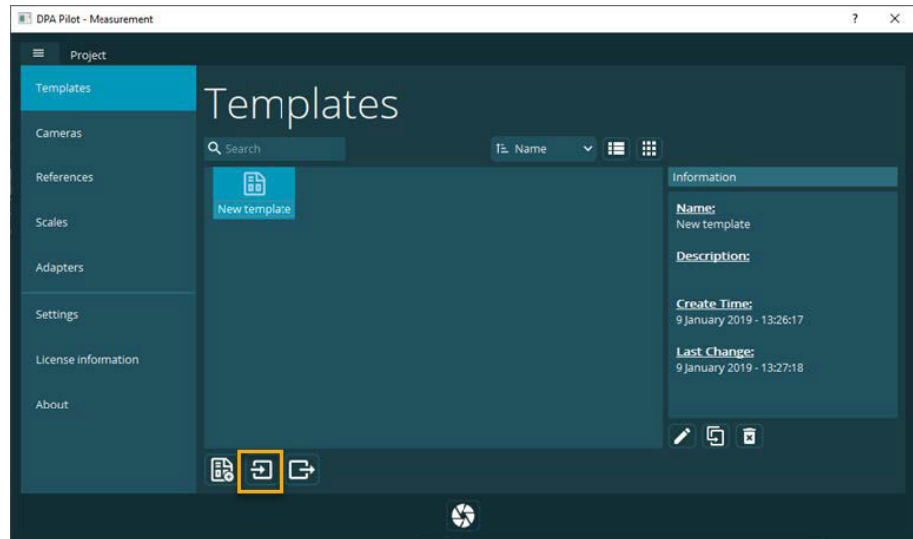 DPA Pilot - Measurement
?
Project
Templates
Cameras
References
Scales
Adapters
Settings
License information
About
Templates
Search
Name
New template
Information
Name:
New template
Description:
Create Time:
9 January 2019 - 13:26:17
Last Change:
9 January 2019 - 13:27:18